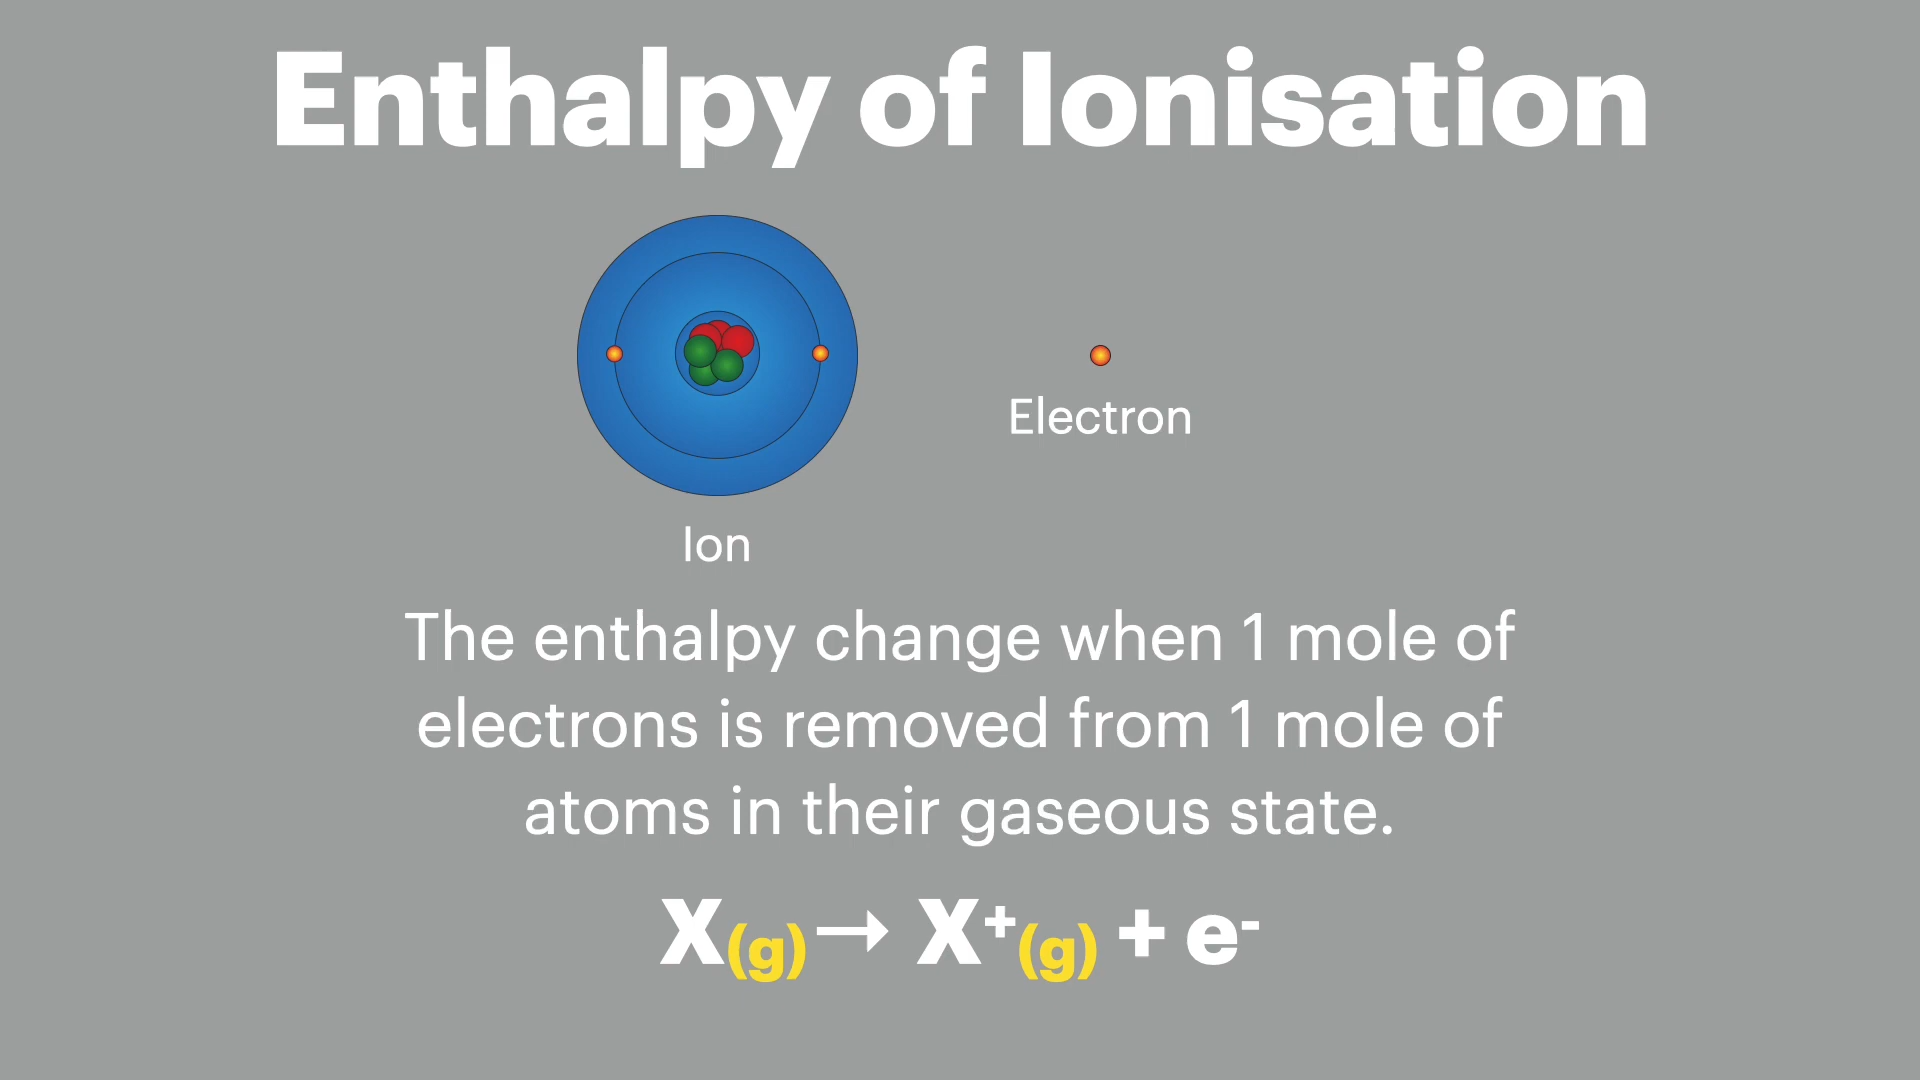 Enthalpy of Ionisation
Electron
Ion
The enthalpy change when 1 mole of
electrons is removed from 1 mole of
atoms in their gaseous state.
X(g) → X⁺(g) + e⁻